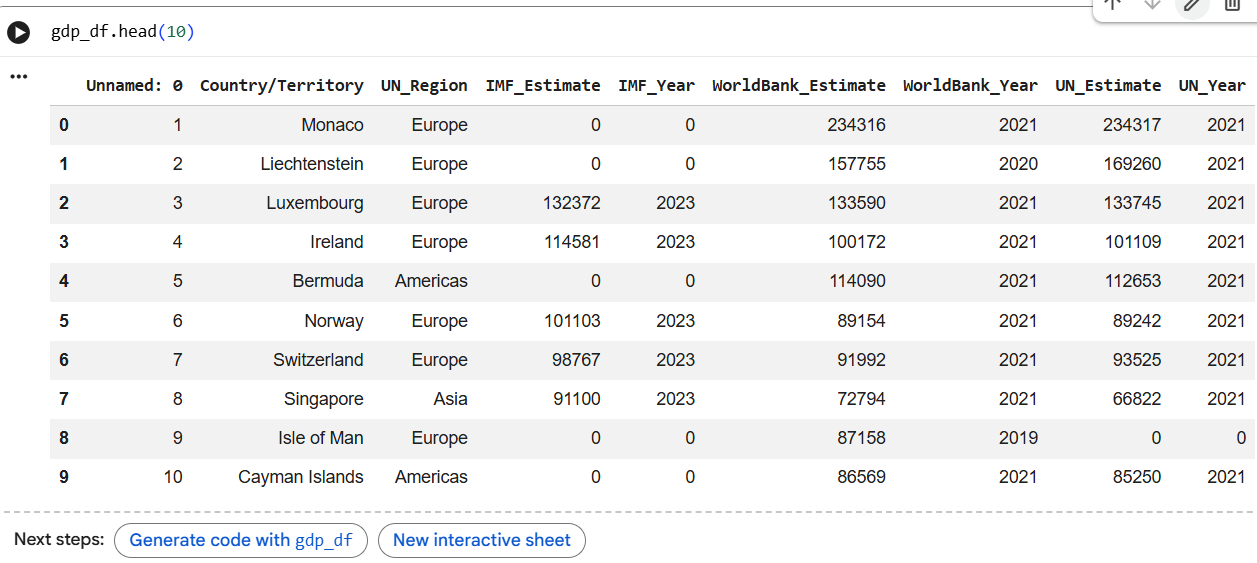 gdp_df.head(10)
Unnamed: 0 Country/Territory UN_Region IMF_Estimate IMF_Year WorldBank_Estimate WorldBank_Year UN_Estimate UN_Year
0 1 Monaco Europe 0 0 234316 2021 234317 2021
1 2 Liechtenstein Europe 0 0 157755 2020 169260 2021
2 3 Luxembourg Europe 132372 2023 133590 2021 133745 2021
3 4 Ireland Europe 114581 2023 100172 2021 101109 2021
4 5 Bermuda Americas 0 0 114090 2021 112653 2021
5 6 Norway Europe 101103 2023 89154 2021 89242 2021
6 7 Switzerland Europe 98767 2023 91992 2021 93525 2021
7 8 Singapore Asia 91100 2023 72794 2021 66822 2021
8 9 Isle of Man Europe 0 0 87158 2019 0 0
9 10 Cayman Islands Americas 0 0 86569 2021 85250 2021
Next steps: Generate code with gdp_df New interactive sheet